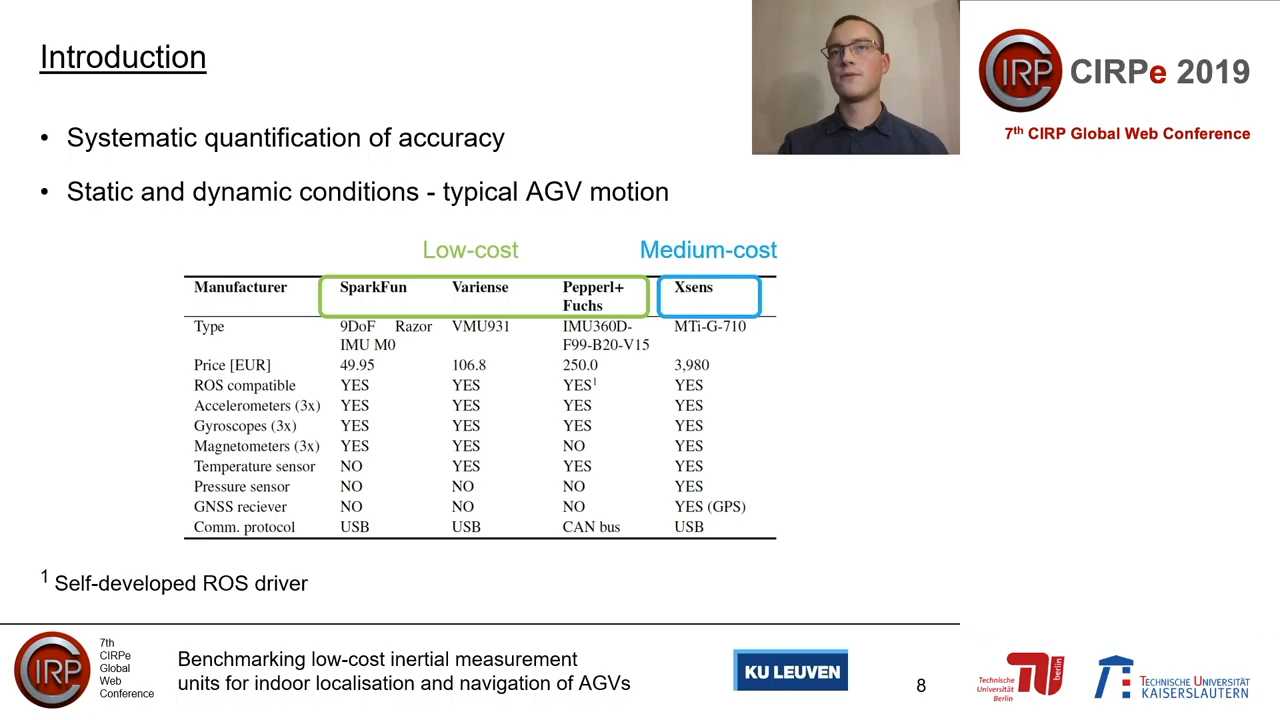 Introduction
CIRP
CIRPe 2019
7th CIRP Global Web Conference
• Systematic quantification of accuracy
• Static and dynamic conditions - typical AGV motion
Low-cost Medium-cost
Manufacturer SparkFun Variense Pepperl+ Xsens
Fuchs
Type 9DoF Razor VMU931 IMU360D- MTi-G-710
IMU M0 F99-B20-V15
Price [EUR] 49.95 106.8 250.0 3,980
ROS compatible YES YES YES1 YES
Accelerometers (3x) YES YES YES YES
Gyroscopes (3x) YES YES YES YES
Magnetometers (3x) YES YES NO YES
Temperature sensor NO YES YES YES
Pressure sensor NO NO NO YES
GNSS reciever NO NO NO YES (GPS)
Comm. protocol USB USB CAN bus USB
1 Self-developed ROS driver
CIRP
7th
CIRPe
Global
Web
Conference
Benchmarking low-cost inertial measurement
units for indoor localisation and navigation of AGVs
KU LEUVEN
8
Technische
Universität
Berlin
berlin
TECHNISCHE UNIVERSITÄT
KAISERSLAUTERN